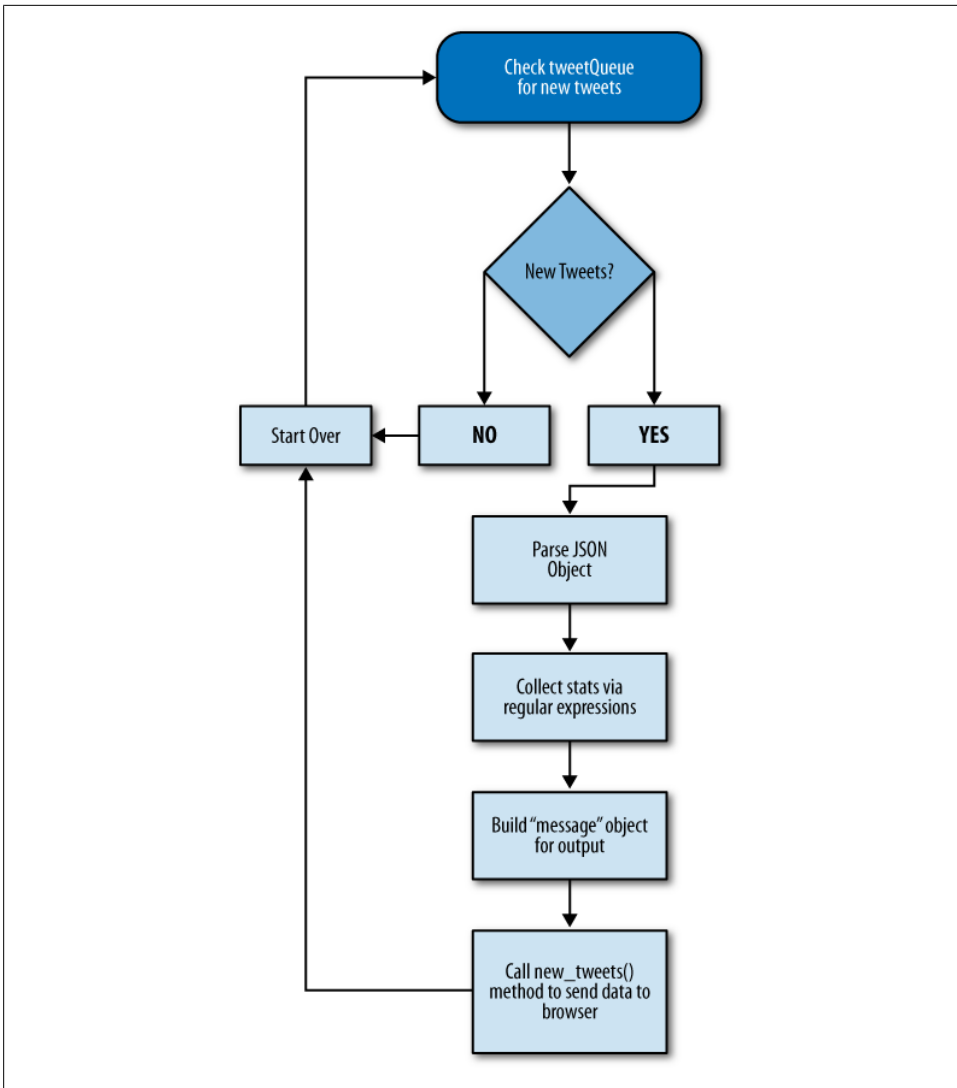 Check tweetQueue
for new tweets
New Tweets?
Start Over
NO
YES
Parse JSON
Object
Collect stats via
regular expressions
Build “message” object
for output
Call new_tweets()
method to send data to
browser